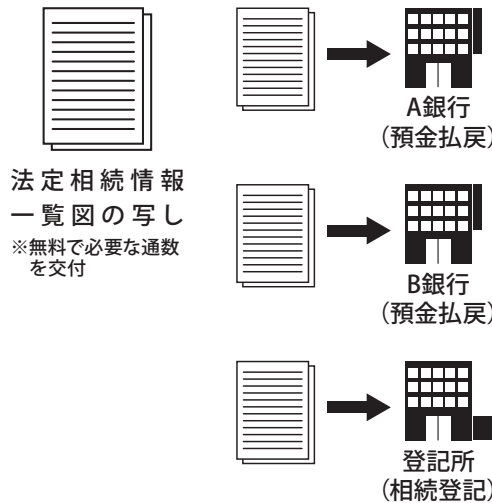 法定相続情報
一覧図の写し
※無料で必要な通数
を交付
A銀行
（預金払戻）
B銀行
（預金払戻）
登記所
（相続登記）